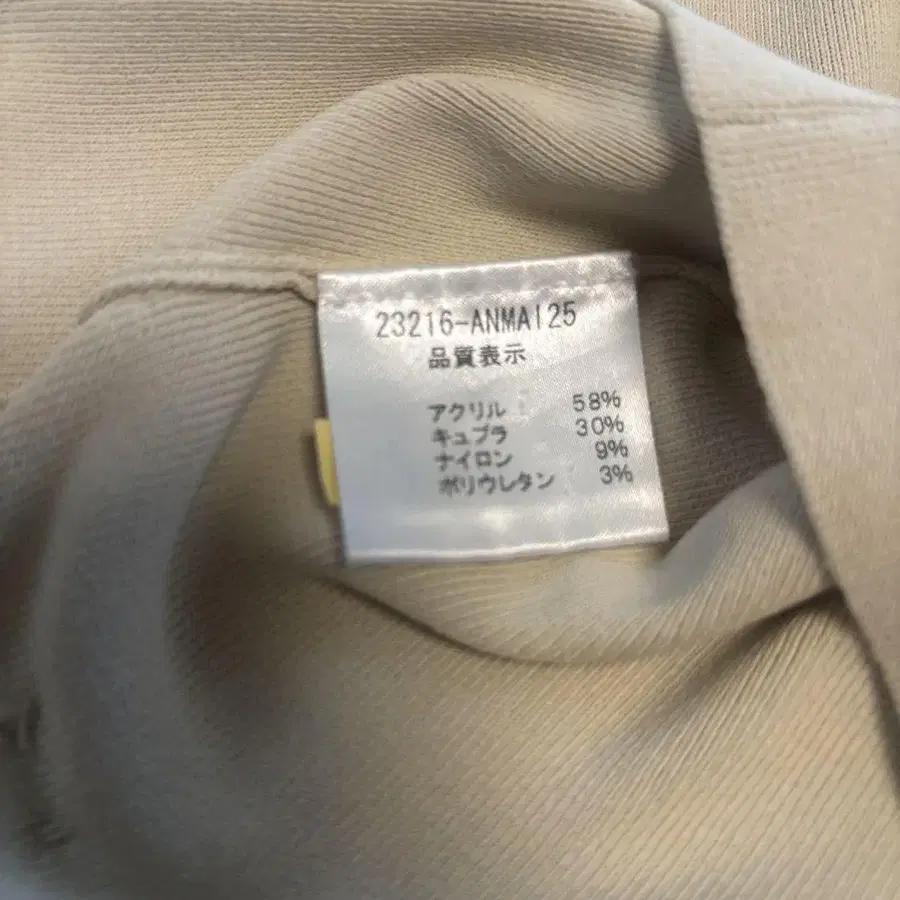 23216-ANMAI25
品質表示
アクリル 58%
キュプラ 30%
ナイロン 9%
ポリウレタン 3%